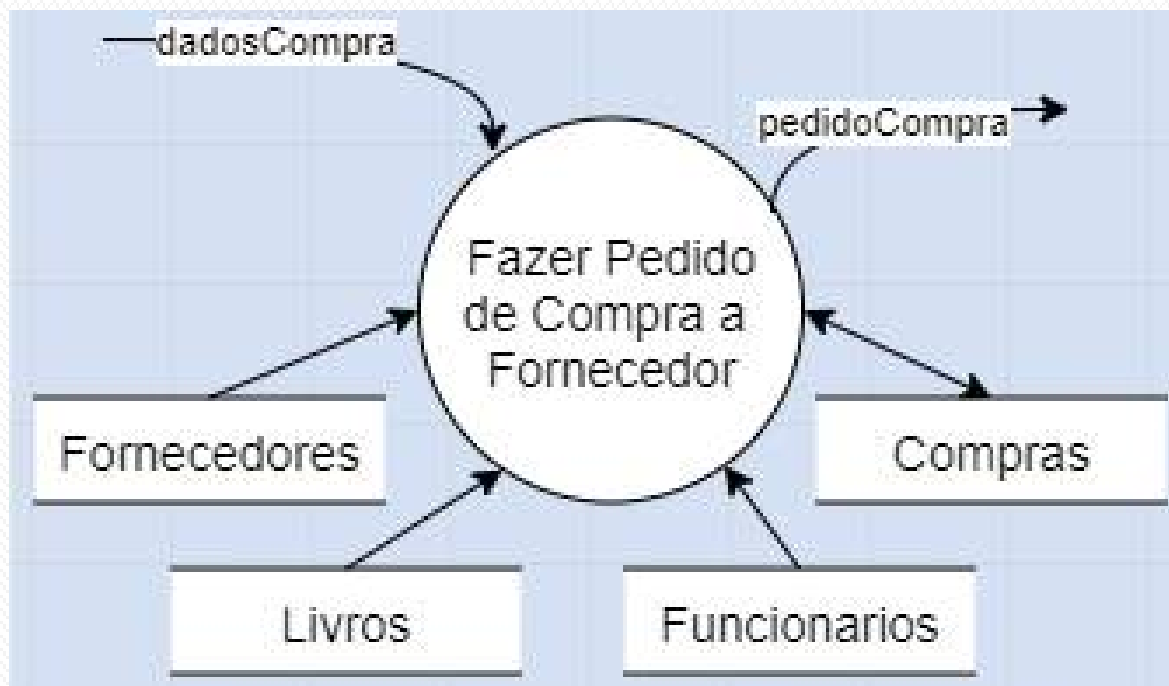 dadosCompra
pedidoCompra
Fazer Pedido
de Compra a
Fornecedor
Fornecedores
Compras
Livros
Funcionarios